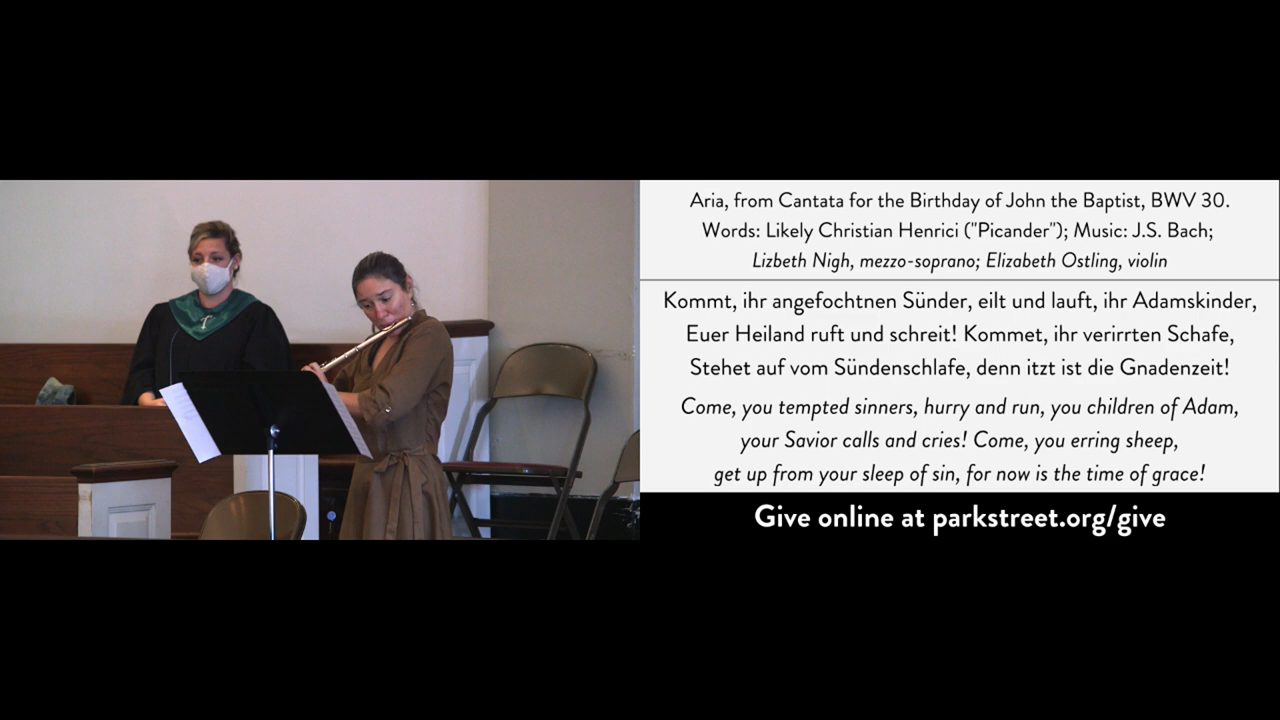 Aria, from Cantata for the Birthday of John the Baptist, BWV 30.
Words: Likely Christian Henrici ("Picander"); Music: J.S. Bach;
Lizbeth Nigh, mezzo-soprano; Elizabeth Ostling, violin
Kommt, ihr angefochtnen Sünder, eilt und lauft, ihr Adamskinder,
Euer Heiland ruft und schreit! Kommet, ihr verirrten Schafe,
Stehet auf vom Sündenschlafe, denn itzt ist die Gnadenzeit!
Come, you tempted sinners, hurry and run, you children of Adam,
your Savior calls and cries! Come, you erring sheep,
get up from your sleep of sin, for now is the time of grace!
Give online at parkstreet.org/give